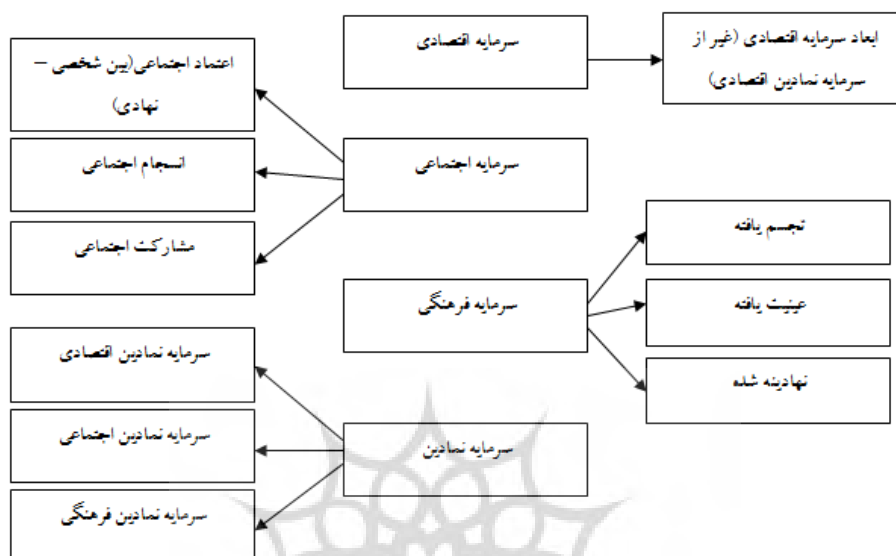 ابعاد سرمایه اقتصادی (غیر از
سرمایه نمادین اقتصادی)
سرمایه اقتصادی
اعتماد اجتماعی(بین شخصی –
نهادی)
سرمایه اجتماعی
انسجام اجتماعی
مشارکت اجتماعی
تجسم یافته
سرمایه فرهنگی
عینیت یافته
نهادینه شده
سرمایه نمادین اقتصادی
سرمایه نمادین
سرمایه نمادین اجتماعی
سرمایه نمادین فرهنگی